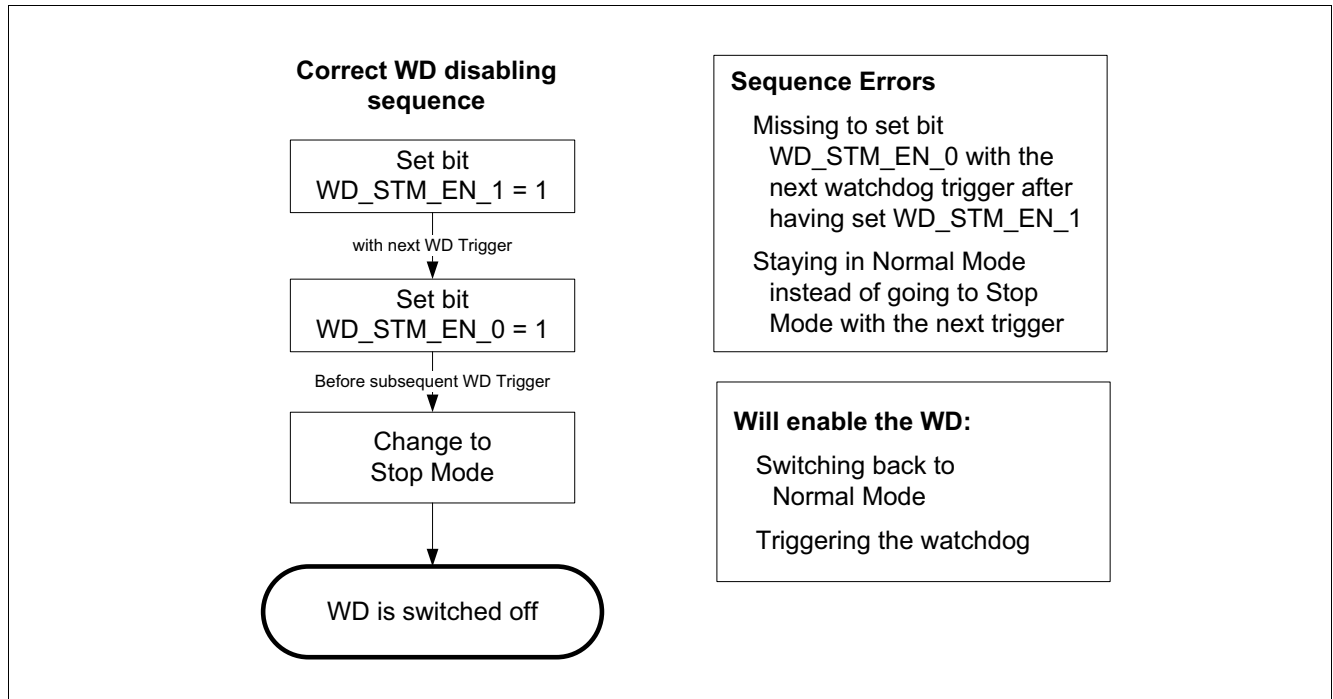 Correct WD disabling
sequence
Set bit
WD_STM_EN_1 = 1
with next WD Trigger
Set bit
WD_STM_EN_0 = 1
Before subsequent WD Trigger
Change to
Stop Mode
WD is switched off
Sequence Errors
Missing to set bit
WD_STM_EN_0 with the
next watchdog trigger after
having set WD_STM_EN_1
Staying in Normal Mode
instead of going to Stop
Mode with the next trigger
Will enable the WD:
Switching back to
Normal Mode
Triggering the watchdog